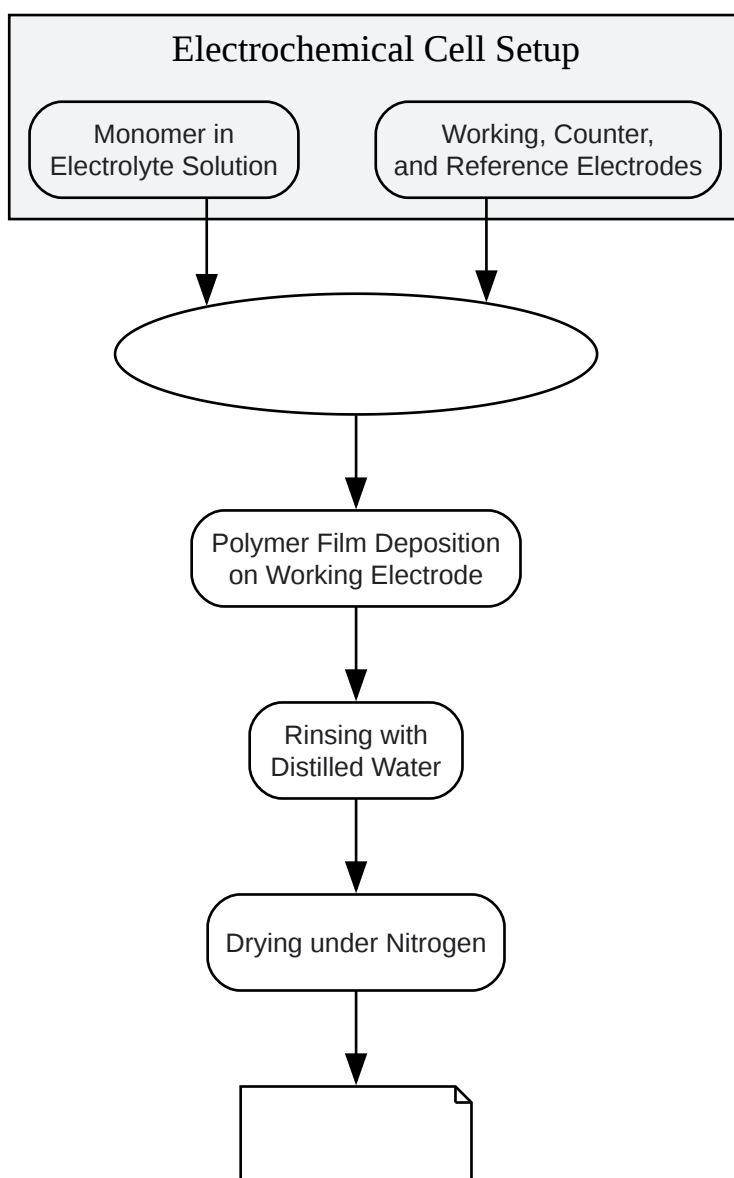 Electrochemical Cell Setup
Monomer in
Electrolyte Solution
Working, Counter,
and Reference Electrodes
Polymer Film Deposition
on Working Electrode
Rinsing with
Distilled Water
Drying under Nitrogen